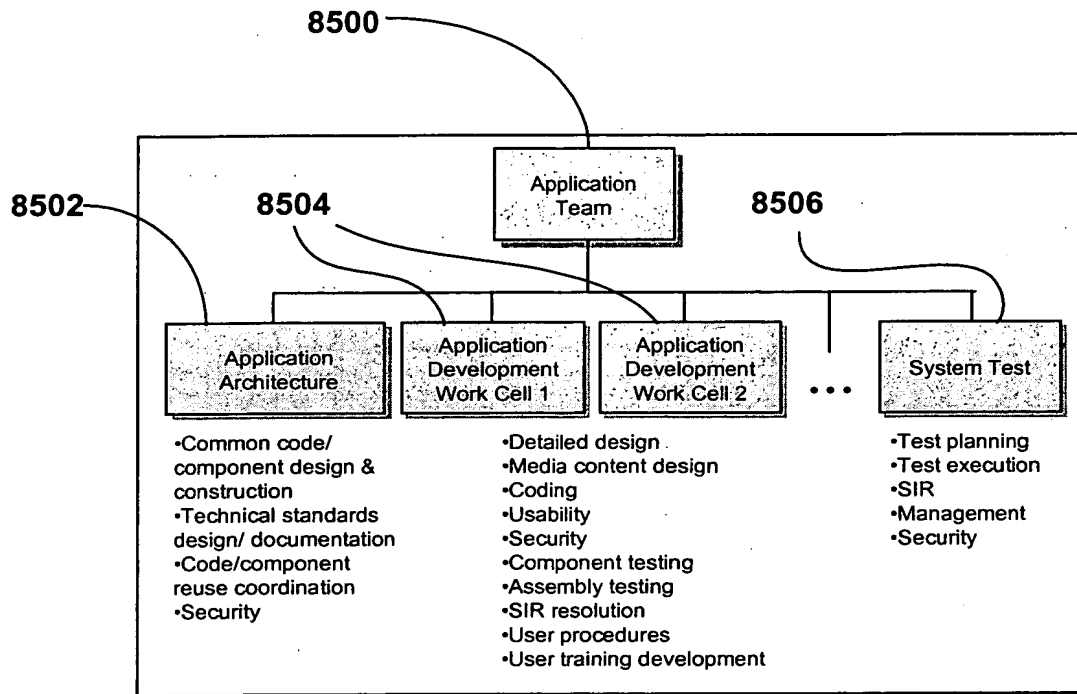 8500
Application
Team
8502
8504
8506
Application
Architecture
Application
Development
Work Cell 1
Application
Development
Work Cell 2
...
System Test
•Common code/
component design &
construction
•Technical standards
design/ documentation
•Code/component
reuse coordination
•Security
•Detailed design
•Media content design
•Coding
•Usability
•Security
•Component testing
•Assembly testing
•SIR resolution
•User procedures
•User training development
•Test planning
•Test execution
•SIR
•Management
•Security